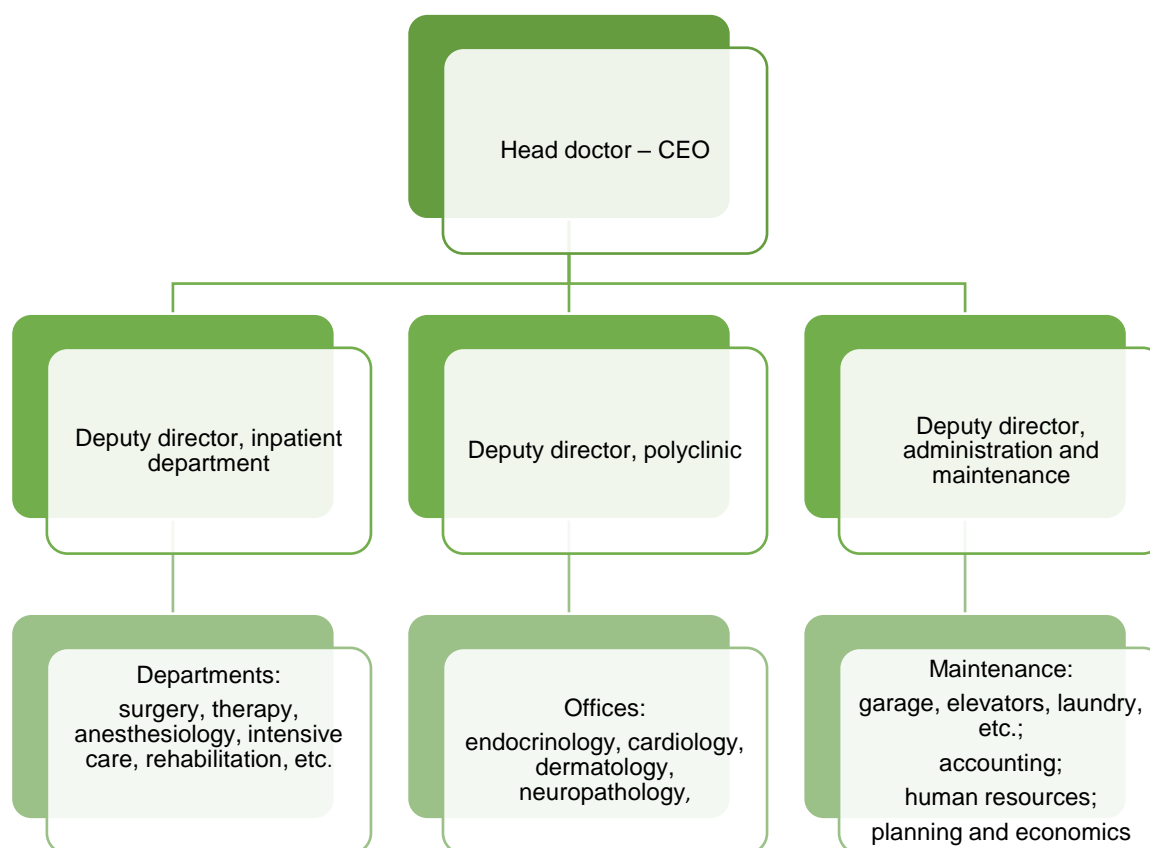 Head doctor – CEO
Deputy director, inpatient
department
Deputy director, polyclinic
Deputy director,
administration and
maintenance
Departments:
surgery, therapy,
anesthesiology, intensive
care, rehabilitation, etc.
Offices:
endocrinology, cardiology,
dermatology,
neuropathology,
Maintenance:
garage, elevators, laundry,
etc.;
accounting;
human resources;
planning and economics